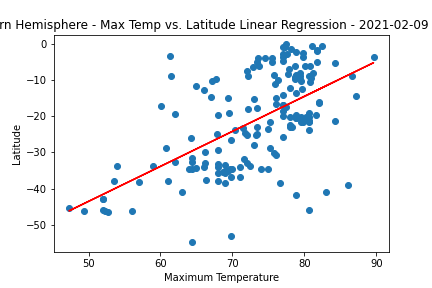 rn Hemisphere - Max Temp vs. Latitude Linear Regression - 2021-02-09
0
−10
−20
−30
−40
−50
Latitude
50 60 70 80 90
Maximum Temperature